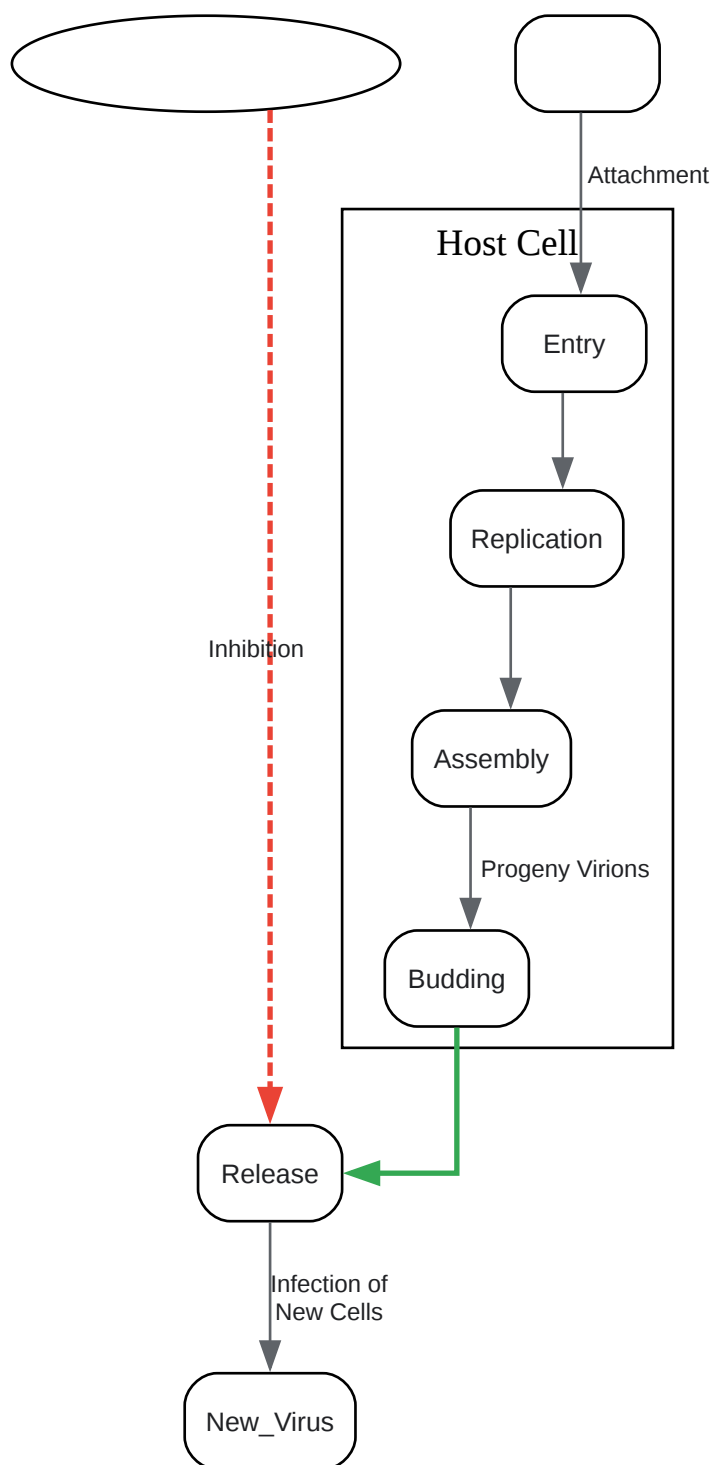 Attachment
Host Cell
Entry
Replication
Inhibition
Assembly
Progeny Virions
Budding
Release
Infection of
New Cells
New_Virus